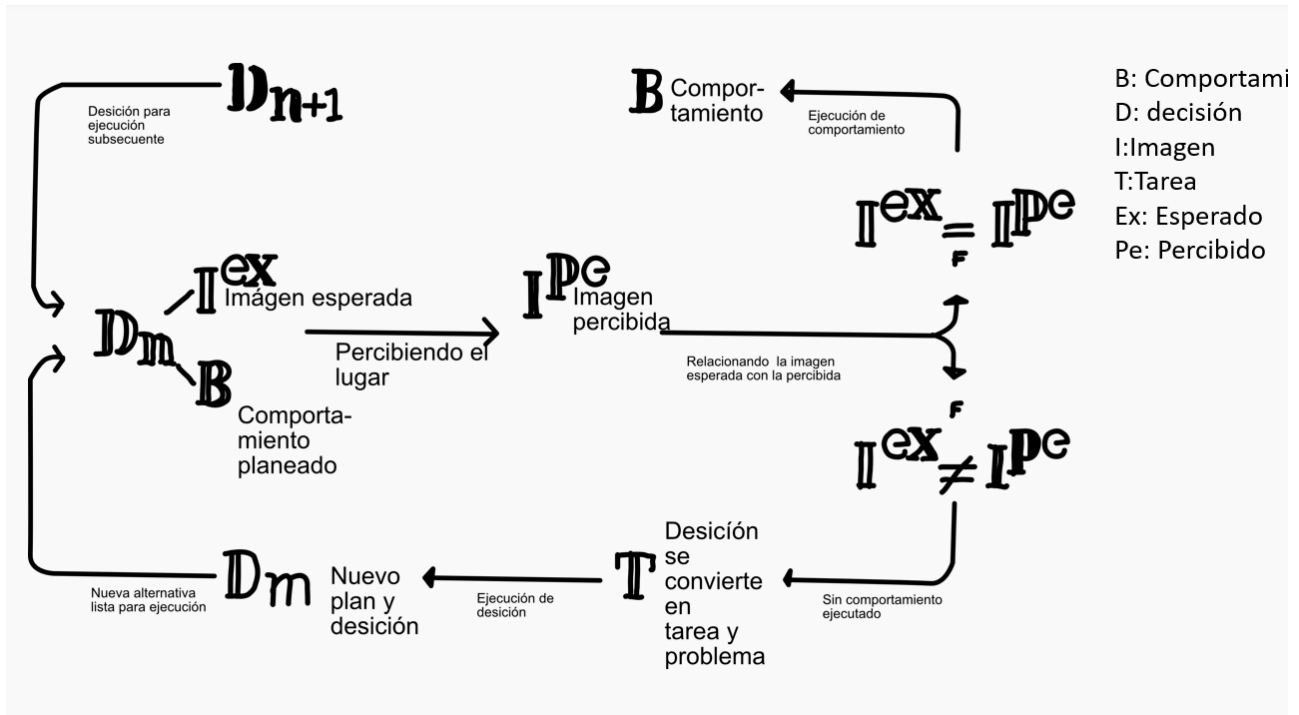 Dn+1
Desición para
ejecución
subsecuente
B Compor-
tamiento
Ejecución de
comportamiento
B: Comportami
D: decisión
I:Imagen
T:Tarea
Ex: Esperado
Pe: Percibido
Iex = IPe
F
Iex
Imágen esperada
Dm
B
Comporta-
miento
planeado
Percibiendo el
lugar
IPe
Imagen
percibida
Relacionando la imagen
esperada con la percibida
F
Iex ≠ IPe
Sin comportamiento
ejecutado
T
Desicíón
se
convierte
en
tarea y
problema
Ejecución de
desición
Dm
Nuevo
plan y
desición
Nueva alternativa
lista para ejecución